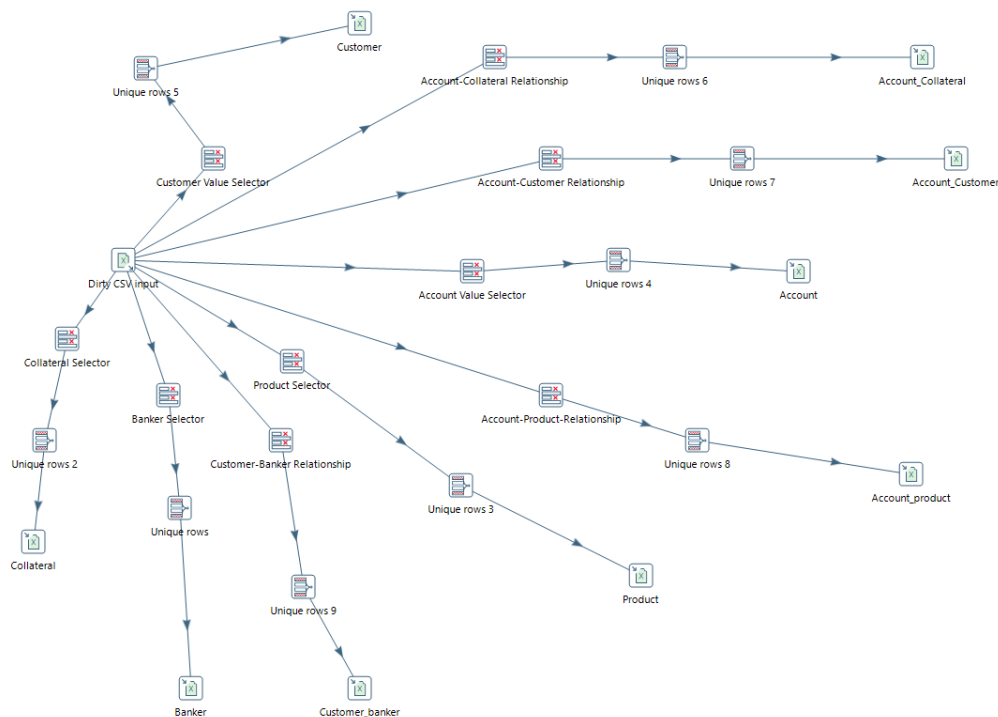 Customer
Account-Collateral Relationship
Unique rows 6
Account_Collateral
Unique rows 5
Customer Value Selector
Account-Customer Relationship
Unique rows 7
Account_Customer
Dirty CSV input
Account Value Selector
Unique rows 4
Account
Collateral Selector
Product Selector
Banker Selector
Account-Product-Relationship
Unique rows 2
Customer-Banker Relationship
Unique rows 8
Account_product
Unique rows 3
Unique rows
Collateral
Product
Unique rows 9
Banker
Customer_banker